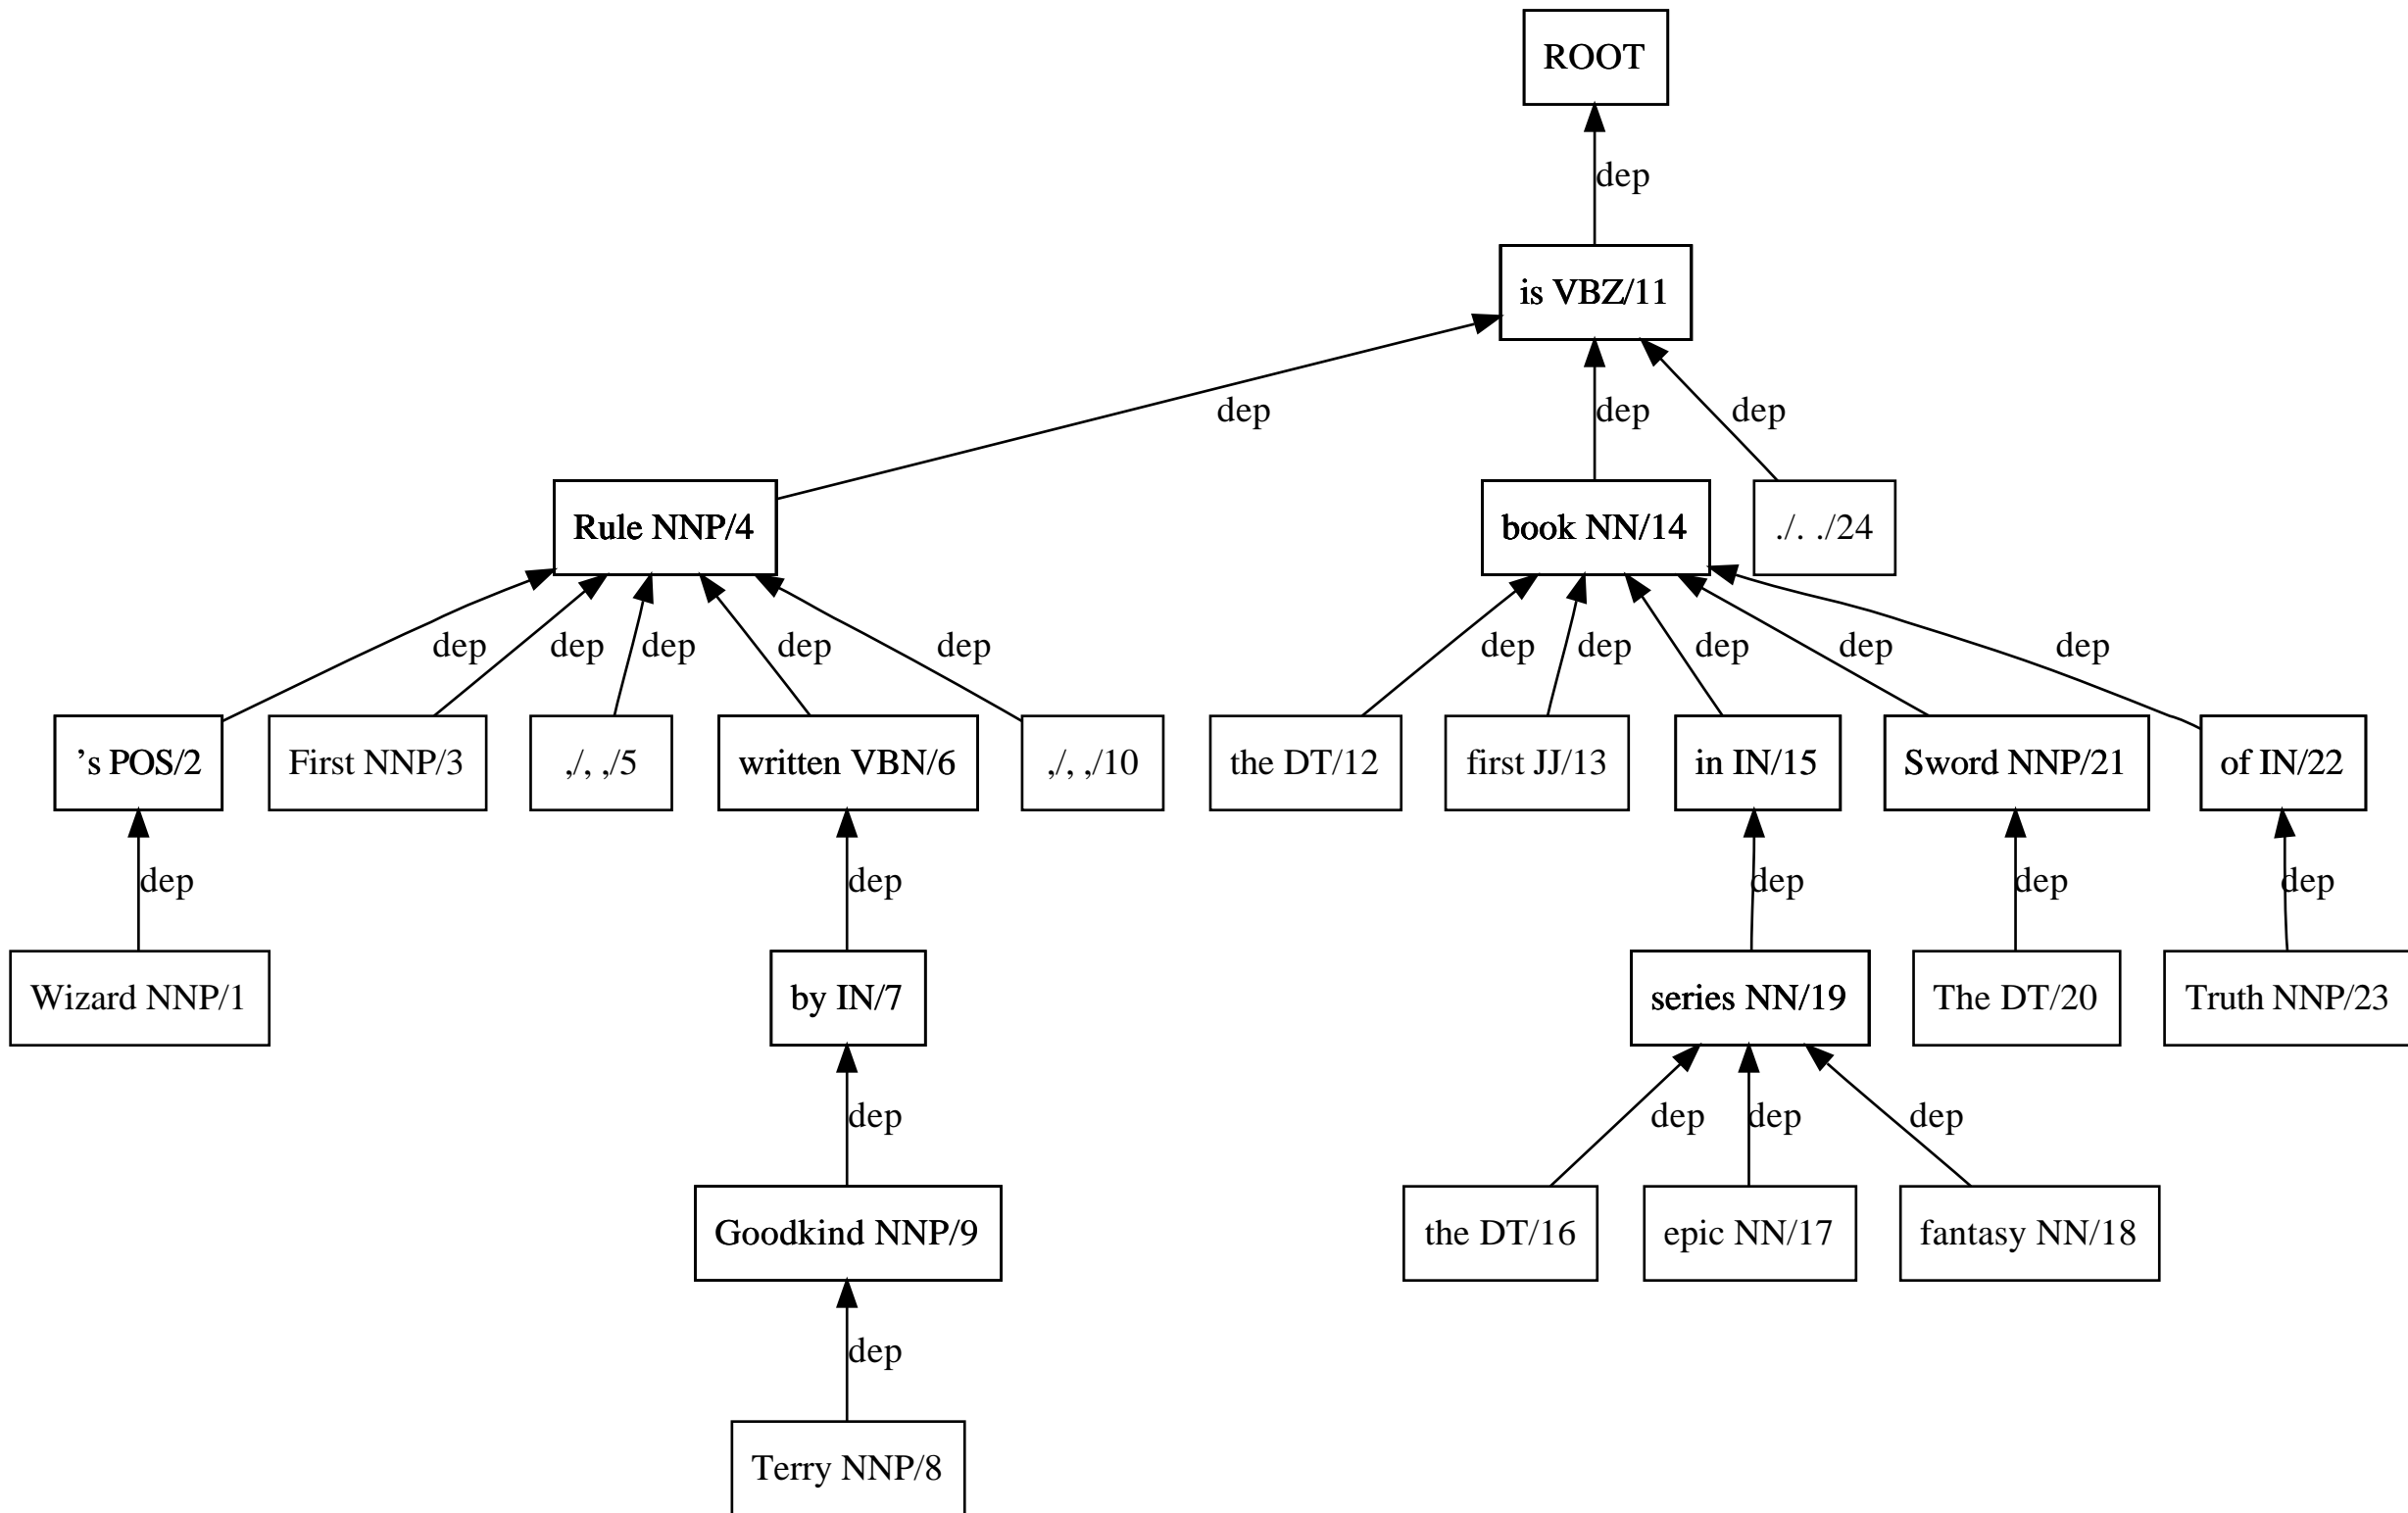 ROOT
dep
is VBZ/11
dep dep dep
Rule NNP/4 book NN/14 ./. ./24
dep dep dep dep dep dep dep dep dep dep
’s POS/2 First NNP/3 ,/, ,/5 written VBN/6 ,/, ,/10 the DT/12 first JJ/13 in IN/15 Sword NNP/21 of IN/22
dep dep dep dep dep
Wizard NNP/1 by IN/7 series NN/19 The DT/20 Truth NNP/23
dep dep dep dep
Goodkind NNP/9 the DT/16 epic NN/17 fantasy NN/18
dep
Terry NNP/8